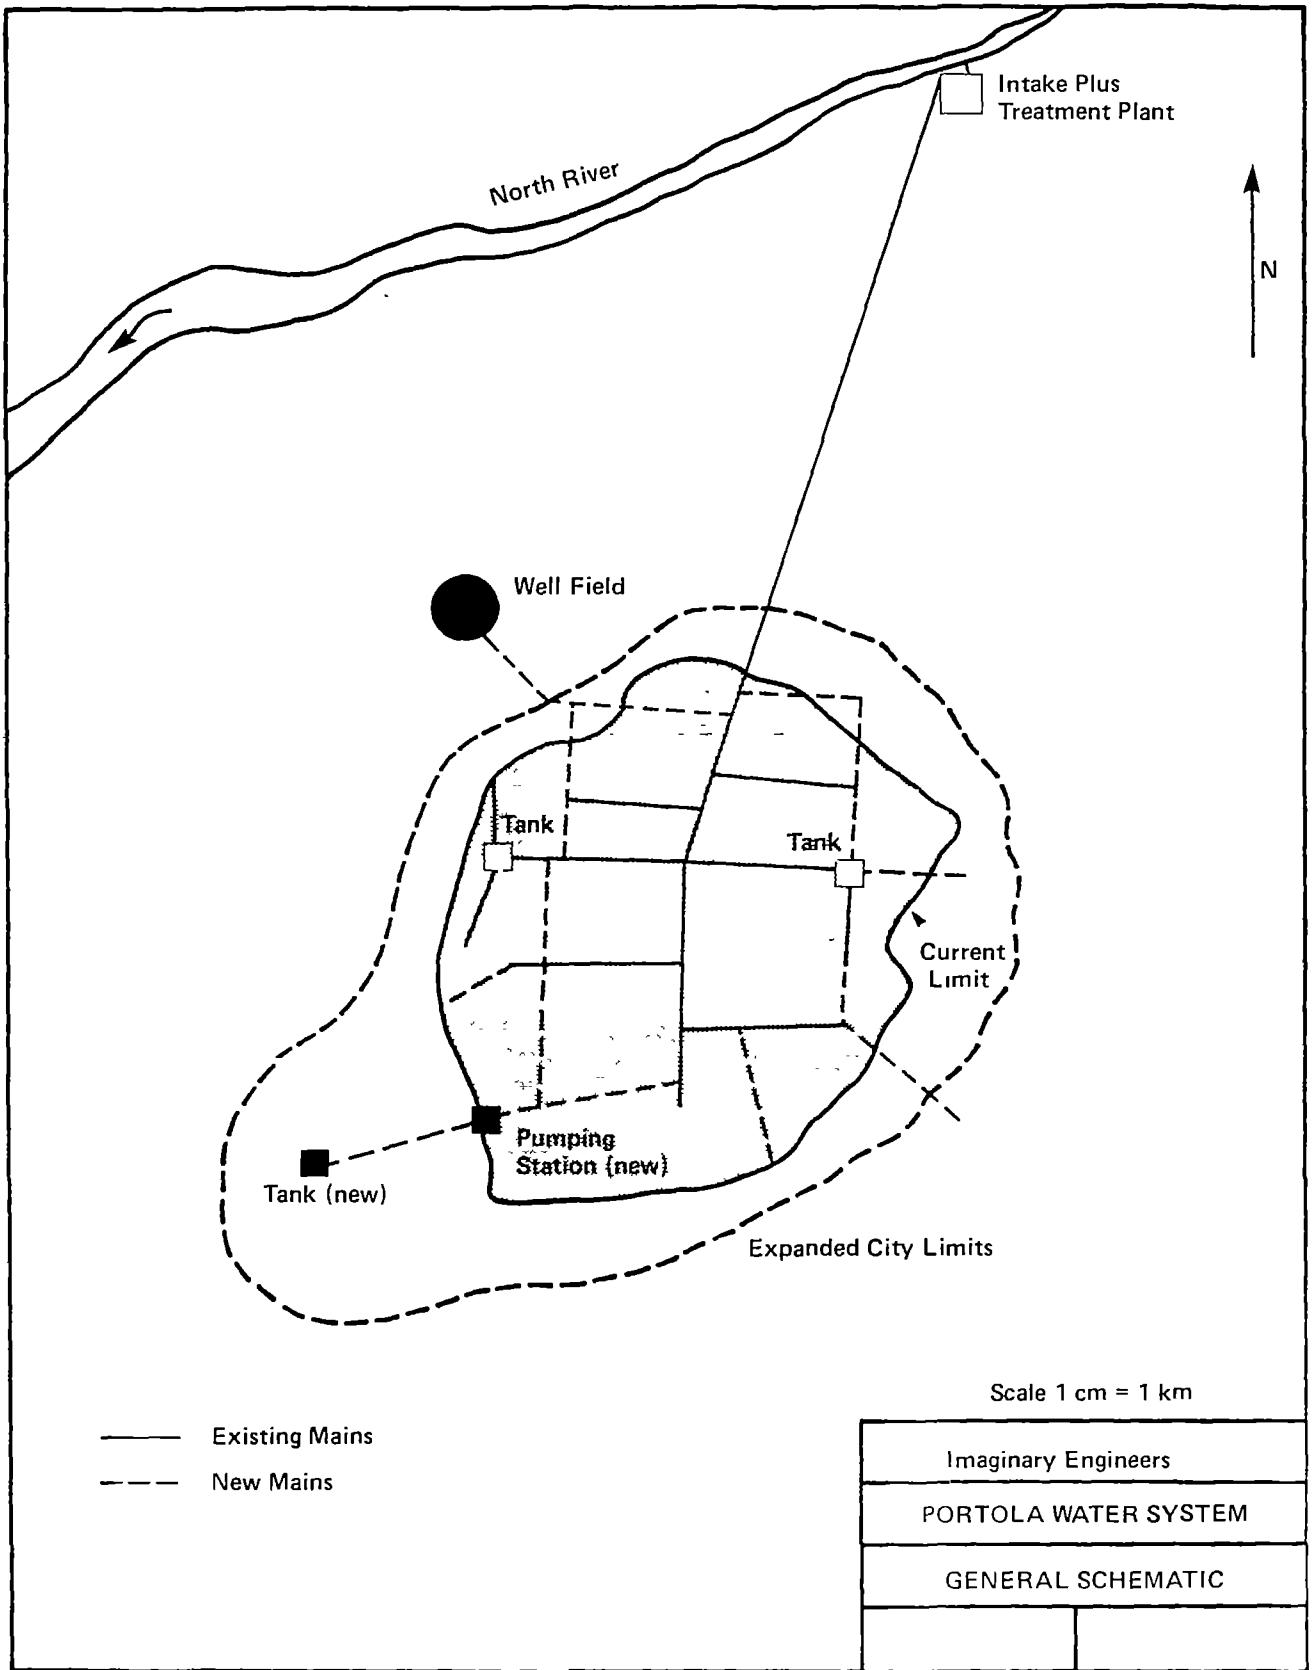 Intake Plus
Treatment Plant
North River
N
Well Field
Tank
Tank
Current
Limit
Pumping
Station (new)
Tank (new)
Expanded City Limits
Scale 1 cm = 1 km
Existing Mains
New Mains
Imaginary Engineers
PORTOLA WATER SYSTEM
GENERAL SCHEMATIC